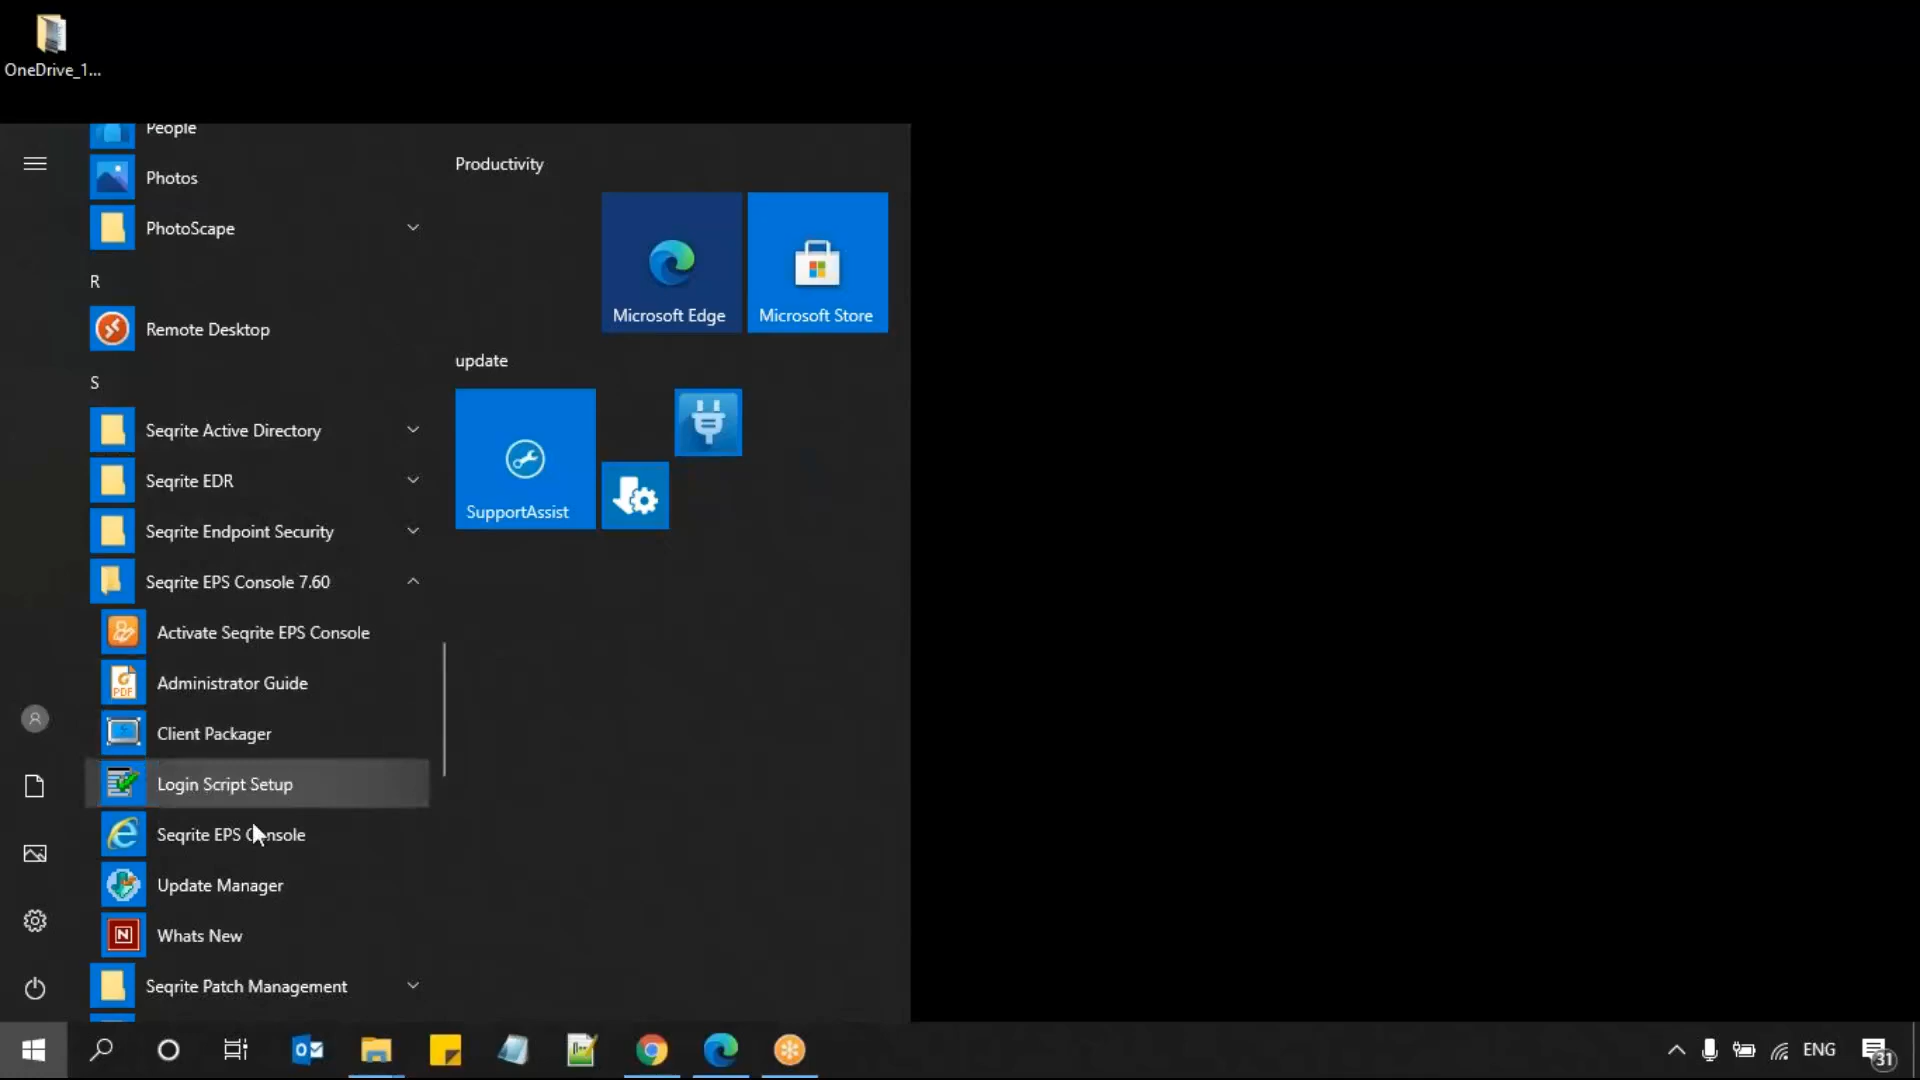 OneDrive_1...
People
Photos
PhotoScape
R
Remote Desktop
S
Seqrite Active Directory
Seqrite EDR
Seqrite Endpoint Security
Seqrite EPS Console 7.60
Activate Seqrite EPS Console
Administrator Guide
PDF
Client Packager
Login Script Setup
Seqrite EPS Console
Update Manager
N
Whats New
Seqrite Patch Management
Productivity
Microsoft Edge
Microsoft Store
update
SupportAssist
ENG
31